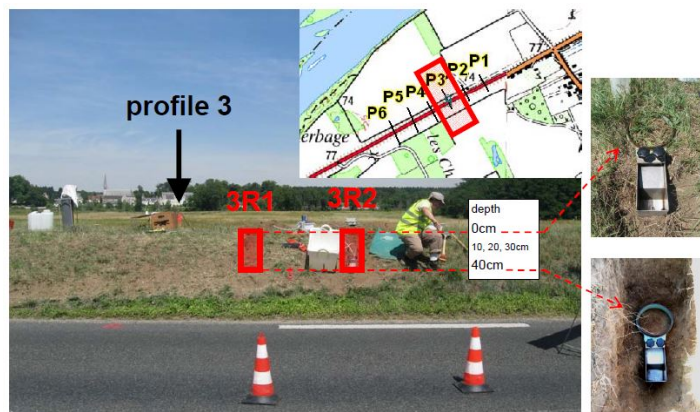 profile 3
3R1
3R2
depth
0cm
10, 20, 30cm
40cm
P1
P2
P3
P4
P5
P6
77
74
74
77
erbage
les Ch